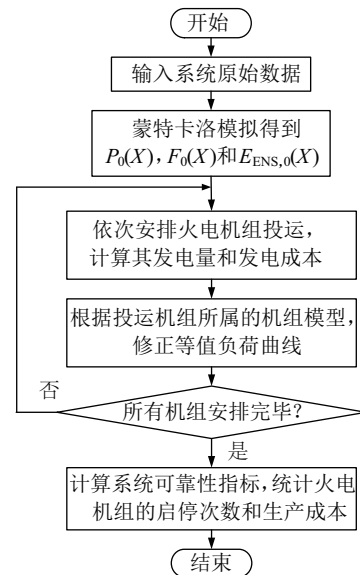 开始
输入系统原始数据
蒙特卡洛模拟得到
P₀(X),F₀(X)和E_ENS,0(X)
依次安排火电机组投运,
计算其发电量和发电成本
根据投运机组所属的机组模型,
修正等值负荷曲线
否
所有机组安排完毕?
是
计算系统可靠性指标,统计火电
机组的启停次数和生产成本
结束